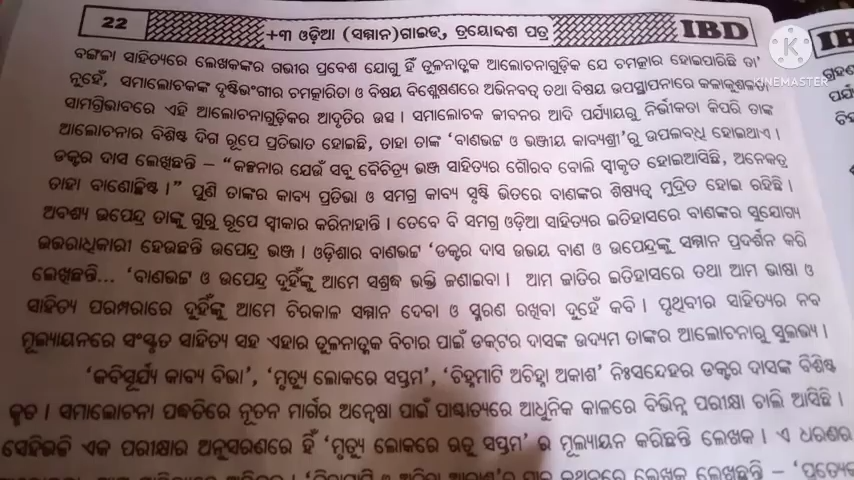 22
+୩ ଓଡ଼ିଆ (ସମ୍ମାନ) ଗାଇଡ୍, ତ୍ରୟୋଦଶ ପତ୍ର
IBD
ବଙ୍ଗଳା ସାହିତ୍ୟରେ ଲେଖକଙ୍କର ଗଭୀର ପ୍ରବେଶ ଯୋଗୁ ହିଁ ତୁଳନାତ୍ମକ ଆଲୋଚନାଗୁଡ଼ିକ ଯେ ଚମତ୍କାର ହୋଇପାରିଛି ତା'
ନୁହେଁ, ସମାଲୋଚକଙ୍କ ଦୃଷ୍ଟିଭଙ୍ଗୀର ଚମତ୍କାରିତା ଓ ବିଷୟ ବିଶ୍ଳେଷଣରେ ଅଭିନବତ୍ୱ ତଥା ବିଷୟ ଉପସ୍ଥାପନାରେ
ସାମଗ୍ରିଭାବରେ ଏହି ଆଲୋଚନାଗୁଡ଼ିକର ଆଦୃତିର ଉତ୍ସ । ସମାଲୋଚକ ଜୀବନର ଆଦି ପର୍ଯ୍ୟାୟରୁ ନିର୍ଭୀକତା କିପରି ତାଙ୍କ
ଆଲୋଚନାର ବିଶିଷ୍ଟ ଦିଗ ରୂପେ ପ୍ରତିଭାତ ହୋଇଛି, ତାହା ତାଙ୍କ 'ବାଣଭଟ୍ଟ ଓ ଭଞ୍ଜୀୟ କାବ୍ୟଶ୍ରୀ'ରୁ ଉପଲବ୍ଧି ହୋଇଥାଏ ।
ଡକ୍ଟର ଦାସ ଲେଖିଛନ୍ତି – “କଳ୍ପନାର ଯେଉଁ ସବୁ ବୈଚିତ୍ର୍ୟ ଭଞ୍ଜ ସାହିତ୍ୟର ଗୌରବ ବୋଲି ସ୍ୱୀକୃତ ହୋଇଆସିଛି, ଅନେକତ୍ର
ତାହା ବାଣୋଚ୍ଛିଷ୍ଟ ।” ପୁଣି ତାଙ୍କର କାବ୍ୟ ପ୍ରତିଭା ଓ ସମଗ୍ର କାବ୍ୟ ସୃଷ୍ଟି ଭିତରେ ବାଣଙ୍କର ଶିଷ୍ୟତ୍ୱ ମୁଦ୍ରିତ ହୋଇ ରହିଛି ।
ଅବଶ୍ୟ ଉପେନ୍ଦ୍ର ତାଙ୍କୁ ଗୁରୁ ରୂପେ ସ୍ୱୀକାର କରିନାହାନ୍ତି । ତେବେ ବି ସମଗ୍ର ଓଡ଼ିଆ ସାହିତ୍ୟର ଇତିହାସରେ ବାଣଙ୍କର ସୁଯୋଗ୍ୟ
ଉତ୍ତରାଧିକାରୀ ହେଉଛନ୍ତି ଉପେନ୍ଦ୍ର ଭଞ୍ଜ । ଓଡ଼ିଶାର ବାଣଭଟ୍ଟ 'ଡକ୍ଟର ଦାସ ଉଭୟ ବାଣ ଓ ଉପେନ୍ଦ୍ରଙ୍କୁ ସମ୍ମାନ ପ୍ରଦର୍ଶନ କରି
ଲେଖିଛନ୍ତି... 'ବାଣଭଟ୍ଟ ଓ ଉପେନ୍ଦ୍ର ଦୁହିଁଙ୍କୁ ଆମେ ସଶ୍ରଦ୍ଧ ଭକ୍ତି ଜଣାଇବା । ଆମ ଜାତିର ଇତିହାସରେ ତଥା ଆମ ଭାଷା ଓ
ସାହିତ୍ୟ ପରମ୍ପରାରେ ଦୁହିଁଙ୍କୁ ଆମେ ଚିରକାଳ ସମ୍ମାନ ଦେବା ଓ ସ୍ମରଣ ରଖିବା ଦୁହେଁ କବି । ପୃଥିବୀର ସାହିତ୍ୟର ନବ
ମୂଲ୍ୟାୟନରେ ସଂସ୍କୃତ ସାହିତ୍ୟ ସହ ଏହାର ତୁଳନାତ୍ମକ ବିଚାର ପାଇଁ ଡକ୍‌ଟର ଦାସଙ୍କ ଉଦ୍ୟମ ତାଙ୍କର ଆଲୋଚନାରୁ ସୁଲଭ୍ୟ ।
'କବିସୂର୍ଯ୍ୟ କାବ୍ୟ ବିଭା', 'ମୃତ୍ୟୁ ଲୋକରେ ସପ୍ତମ', 'ଚିହ୍ନାମାଟି ଅଚିହ୍ନା ଅକାଶ' ନିଃସନ୍ଦେହର ଡକ୍ଟର ଦାସଙ୍କ ବିଶିଷ୍ଟ
କୃତ । ସମାଲୋଚନା ପଦ୍ଧତିରେ ନୂତନ ମାର୍ଗର ଅନ୍ୱେଷା ପାଇଁ ପାଶ୍ଚାତ୍ୟରେ ଆଧୁନିକ କାଳରେ ବିଭିନ୍ନ ପରୀକ୍ଷା ଚାଲି ଆସିଛି ।
ସେହିଭଳି ଏକ ପରୀକ୍ଷାର ଅନୁସରଣରେ ହିଁ 'ମୃତ୍ୟୁ ଲୋକରେ ଋତୁ ସପ୍ତମ' ର ମୂଲ୍ୟାୟନ କରିଛନ୍ତି ଲେଖକ । ଏ ଧରଣର
ଲେଖକ ଲେଖିଛନ୍ତି – 'ପ୍ରତ୍ୟେକ
KINEMASTER